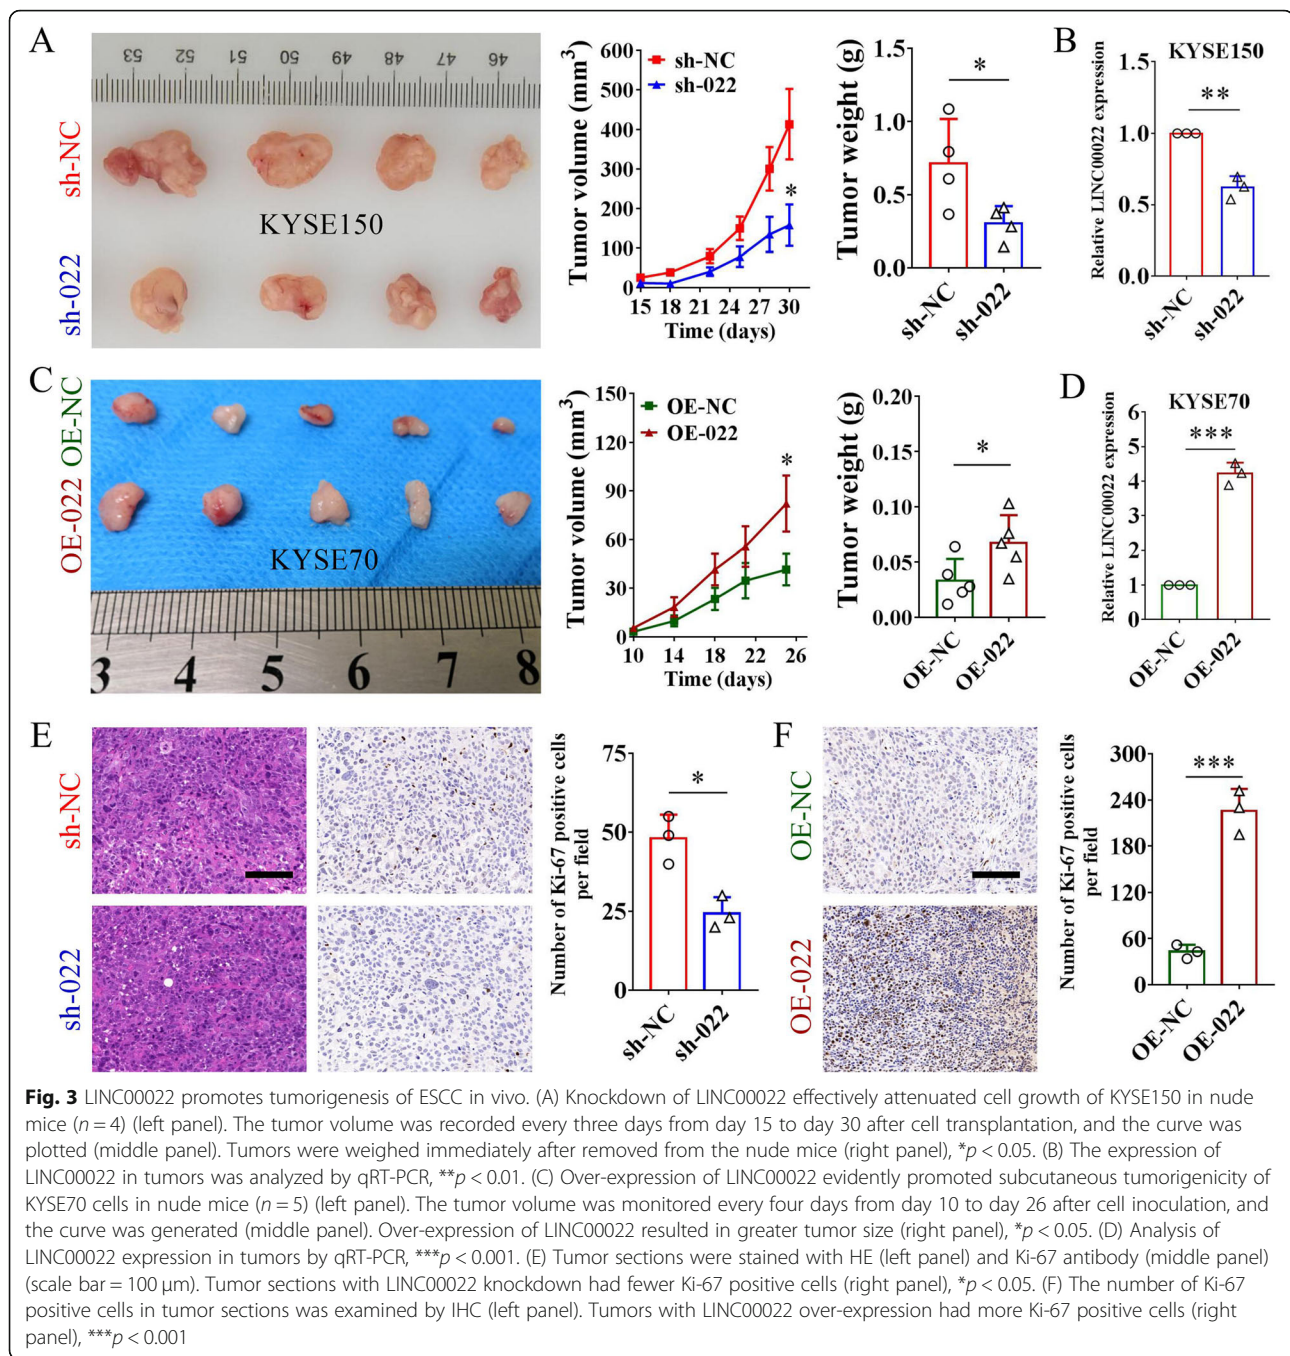 A
53 52 51 50 49 48 47 46
sh-NC
KYSE150
sh-022
Tumor volume (mm³)
600
500
400
300
200
100
0
sh-NC
sh-022
*
15 18 21 24 27 30
Time (days)
Tumor weight (g)
1.5
1.0
0.5
0.0
*
sh-NC
sh-022
B
KYSE150
Relative LINC00022 expression
1.5
1.0
0.5
0.0
**
sh-NC
sh-022
C
OE-NC
OE-022
KYSE70
3 4 5 6 7 8
Tumor volume (mm³)
150
120
90
60
30
0
OE-NC
OE-022
*
10 14 18 22 26
Time (days)
Tumor weight (g)
0.20
0.15
0.10
0.05
0.00
*
OE-NC
OE-022
D
KYSE70
Relative LINC00022 expression
6
5
4
3
2
1
0
***
OE-NC
OE-022
E
sh-NC
sh-022
Number of Ki-67 positive cells
per field
75
50
25
0
*
sh-NC
sh-022
F
OE-NC
OE-022
Number of Ki-67 positive cells
per field
300
240
180
120
60
0
***
OE-NC
OE-022
Fig. 3 LINC00022 promotes tumorigenesis of ESCC in vivo. (A) Knockdown of LINC00022 effectively attenuated cell growth of KYSE150 in nude
mice (n = 4) (left panel). The tumor volume was recorded every three days from day 15 to day 30 after cell transplantation, and the curve was
plotted (middle panel). Tumors were weighed immediately after removed from the nude mice (right panel), *p < 0.05. (B) The expression of
LINC00022 in tumors was analyzed by qRT-PCR, **p < 0.01. (C) Over-expression of LINC00022 evidently promoted subcutaneous tumorigenicity of
KYSE70 cells in nude mice (n = 5) (left panel). The tumor volume was monitored every four days from day 10 to day 26 after cell inoculation, and
the curve was generated (middle panel). Over-expression of LINC00022 resulted in greater tumor size (right panel), *p < 0.05. (D) Analysis of
LINC00022 expression in tumors by qRT-PCR, ***p < 0.001. (E) Tumor sections were stained with HE (left panel) and Ki-67 antibody (middle panel)
(scale bar = 100 μm). Tumor sections with LINC00022 knockdown had fewer Ki-67 positive cells (right panel), *p < 0.05. (F) The number of Ki-67
positive cells in tumor sections was examined by IHC (left panel). Tumors with LINC00022 over-expression had more Ki-67 positive cells (right
panel), ***p < 0.001